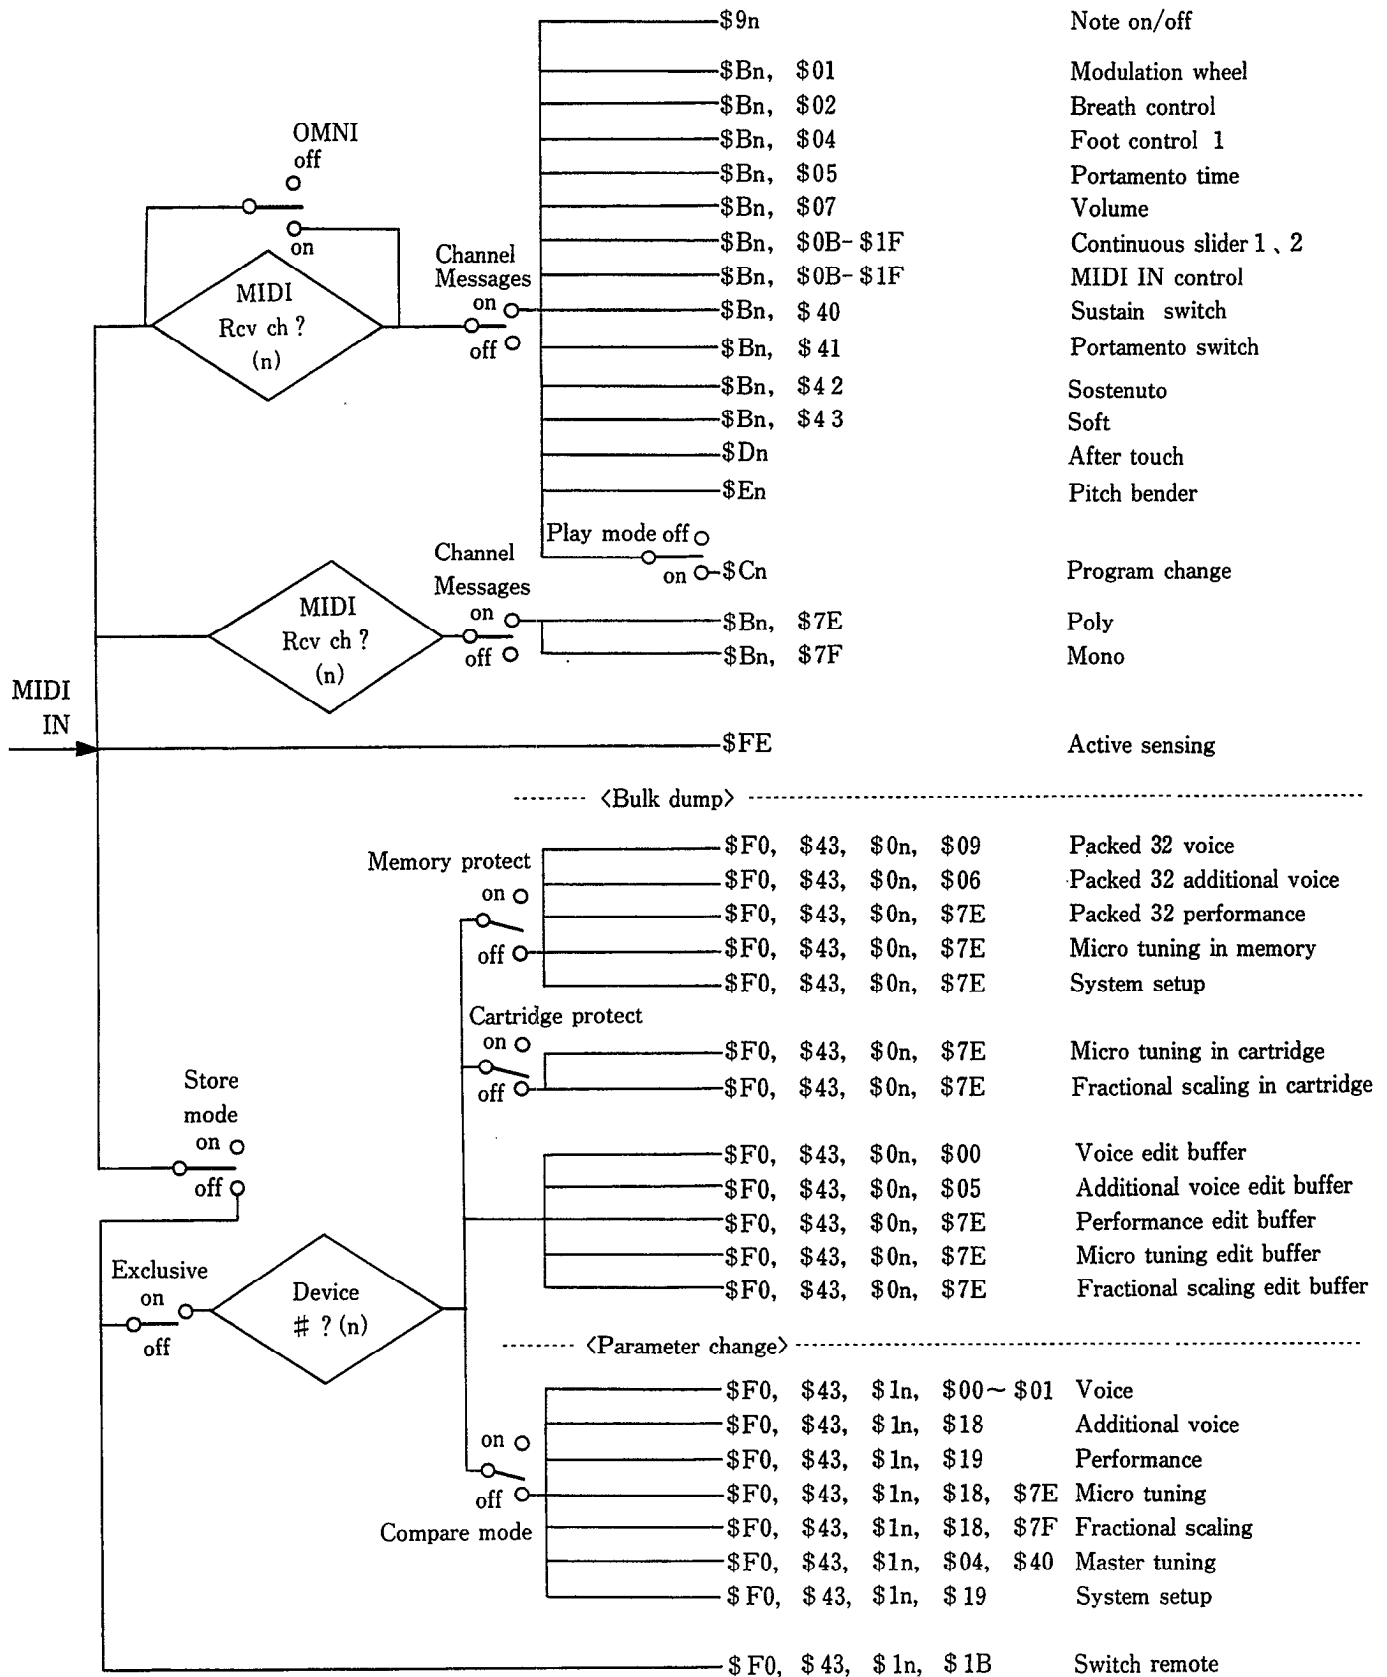 $9n Note on/off
$Bn, $01 Modulation wheel
$Bn, $02 Breath control
OMNI
off
$Bn, $04 Foot control 1
$Bn, $05 Portamento time
$Bn, $07 Volume
on
$Bn, $0B-$1F Continuous slider 1、2
Channel
Messages
$Bn, $0B-$1F MIDI IN control
MIDI
Rcv ch ?
(n)
on
off
$Bn, $40 Sustain switch
$Bn, $41 Portamento switch
$Bn, $42 Sostenuto
$Bn, $43 Soft
$Dn After touch
$En Pitch bender
Play mode off
on $Cn Program change
Channel
Messages
MIDI
Rcv ch ?
(n)
on
off
$Bn, $7E Poly
$Bn, $7F Mono
MIDI
IN
$FE Active sensing
<Bulk dump>
Memory protect
on
off
$F0, $43, $0n, $09 Packed 32 voice
$F0, $43, $0n, $06 Packed 32 additional voice
$F0, $43, $0n, $7E Packed 32 performance
$F0, $43, $0n, $7E Micro tuning in memory
$F0, $43, $0n, $7E System setup
Cartridge protect
on
off
$F0, $43, $0n, $7E Micro tuning in cartridge
$F0, $43, $0n, $7E Fractional scaling in cartridge
Store
mode
on
off
$F0, $43, $0n, $00 Voice edit buffer
$F0, $43, $0n, $05 Additional voice edit buffer
$F0, $43, $0n, $7E Performance edit buffer
$F0, $43, $0n, $7E Micro tuning edit buffer
$F0, $43, $0n, $7E Fractional scaling edit buffer
Exclusive
on
off
Device
# ? (n)
<Parameter change>
$F0, $43, $1n, $00~$01 Voice
$F0, $43, $1n, $18 Additional voice
on
$F0, $43, $1n, $19 Performance
off
$F0, $43, $1n, $18, $7E Micro tuning
Compare mode
$F0, $43, $1n, $18, $7F Fractional scaling
$F0, $43, $1n, $04, $40 Master tuning
$F0, $43, $1n, $19 System setup
$F0, $43, $1n, $1B Switch remote